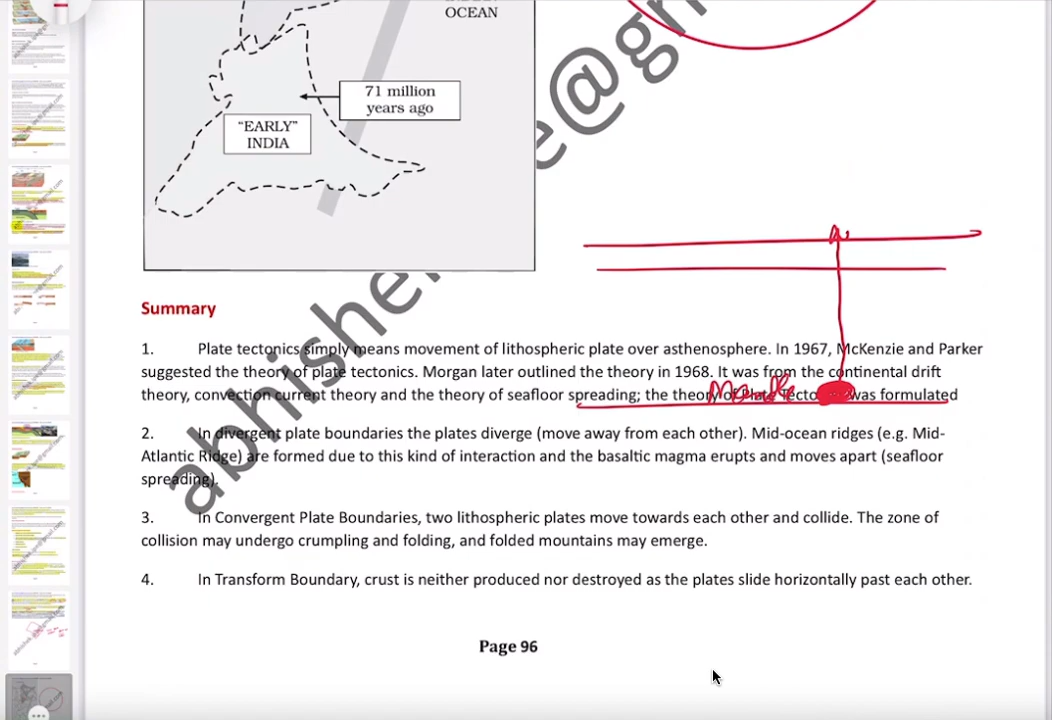 OCEAN
71 million
years ago
"EARLY"
INDIA
Summary
1. Plate tectonics simply means movement of lithospheric plate over asthenosphere. In 1967, McKenzie and Parker
suggested the theory of plate tectonics. Morgan later outlined the theory in 1968. It was from the continental drift
theory, convection current theory and the theory of seafloor spreading; the theory of Plate was formulated
2. In divergent plate boundaries the plates diverge (move away from each other). Mid-ocean ridges (e.g. Mid-
Atlantic Ridge) are formed due to this kind of interaction and the basaltic magma erupts and moves apart (seafloor
spreading).
3. In Convergent Plate Boundaries, two lithospheric plates move towards each other and collide. The zone of
collision may undergo crumpling and folding, and folded mountains may emerge.
4. In Transform Boundary, crust is neither produced nor destroyed as the plates slide horizontally past each other.
Page 96